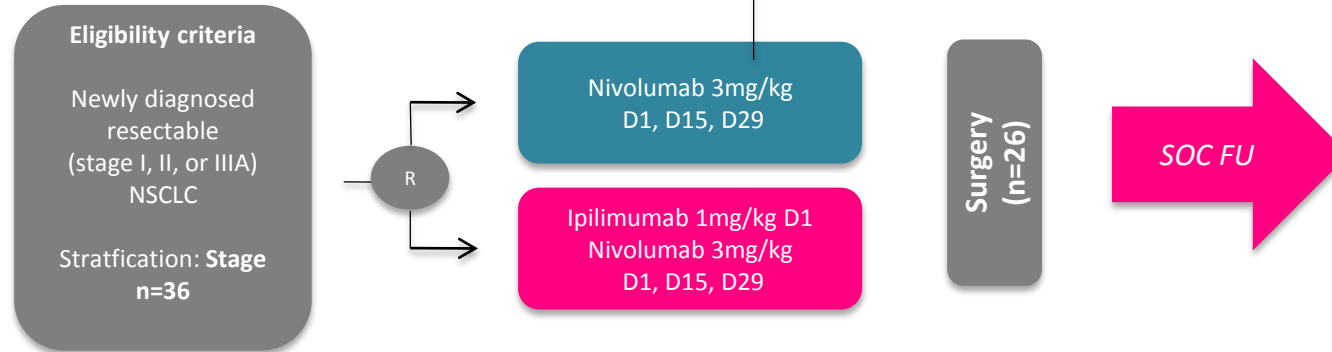 Eligibility criteria
Newly diagnosed
resectable
(stage I, II, or IIIA)
NSCLC
Stratfication: Stage
n=36
R
Nivolumab 3mg/kg
D1, D15, D29
Ipilimumab 1mg/kg D1
Nivolumab 3mg/kg
D1, D15, D29
Surgery
(n=26)
SOC FU